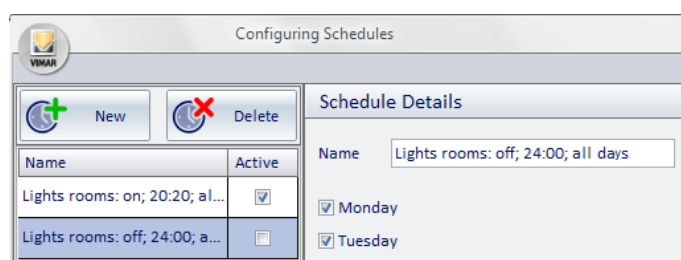 Configuring Schedules
VIMAR
New
Delete
Name
Active
Lights rooms: on; 20:20; al...
Lights rooms: off; 24:00; a...
Schedule Details
Name
Lights rooms: off; 24:00; all days
Monday
Tuesday